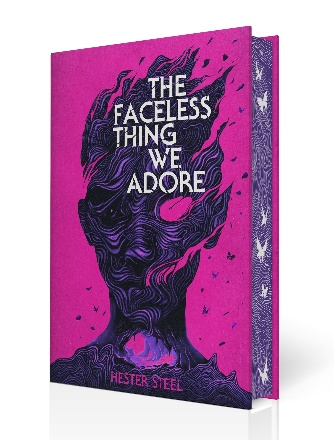 THE
FACELESS
THING
WE
ADORE
HESTER STEEL